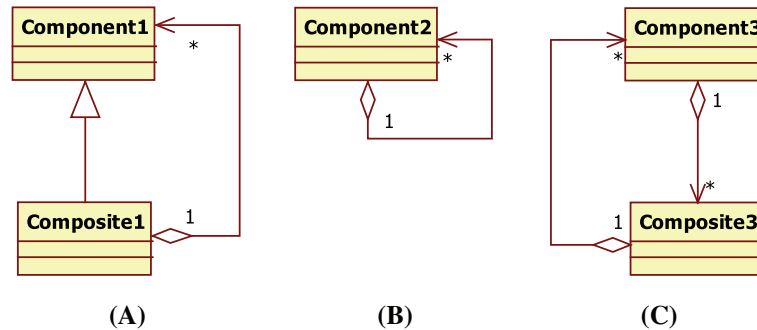 Component1
*
Composite1
1
(A)
Component2
*
1
(B)
Component3
*
1
*
1
Composite3
(C)